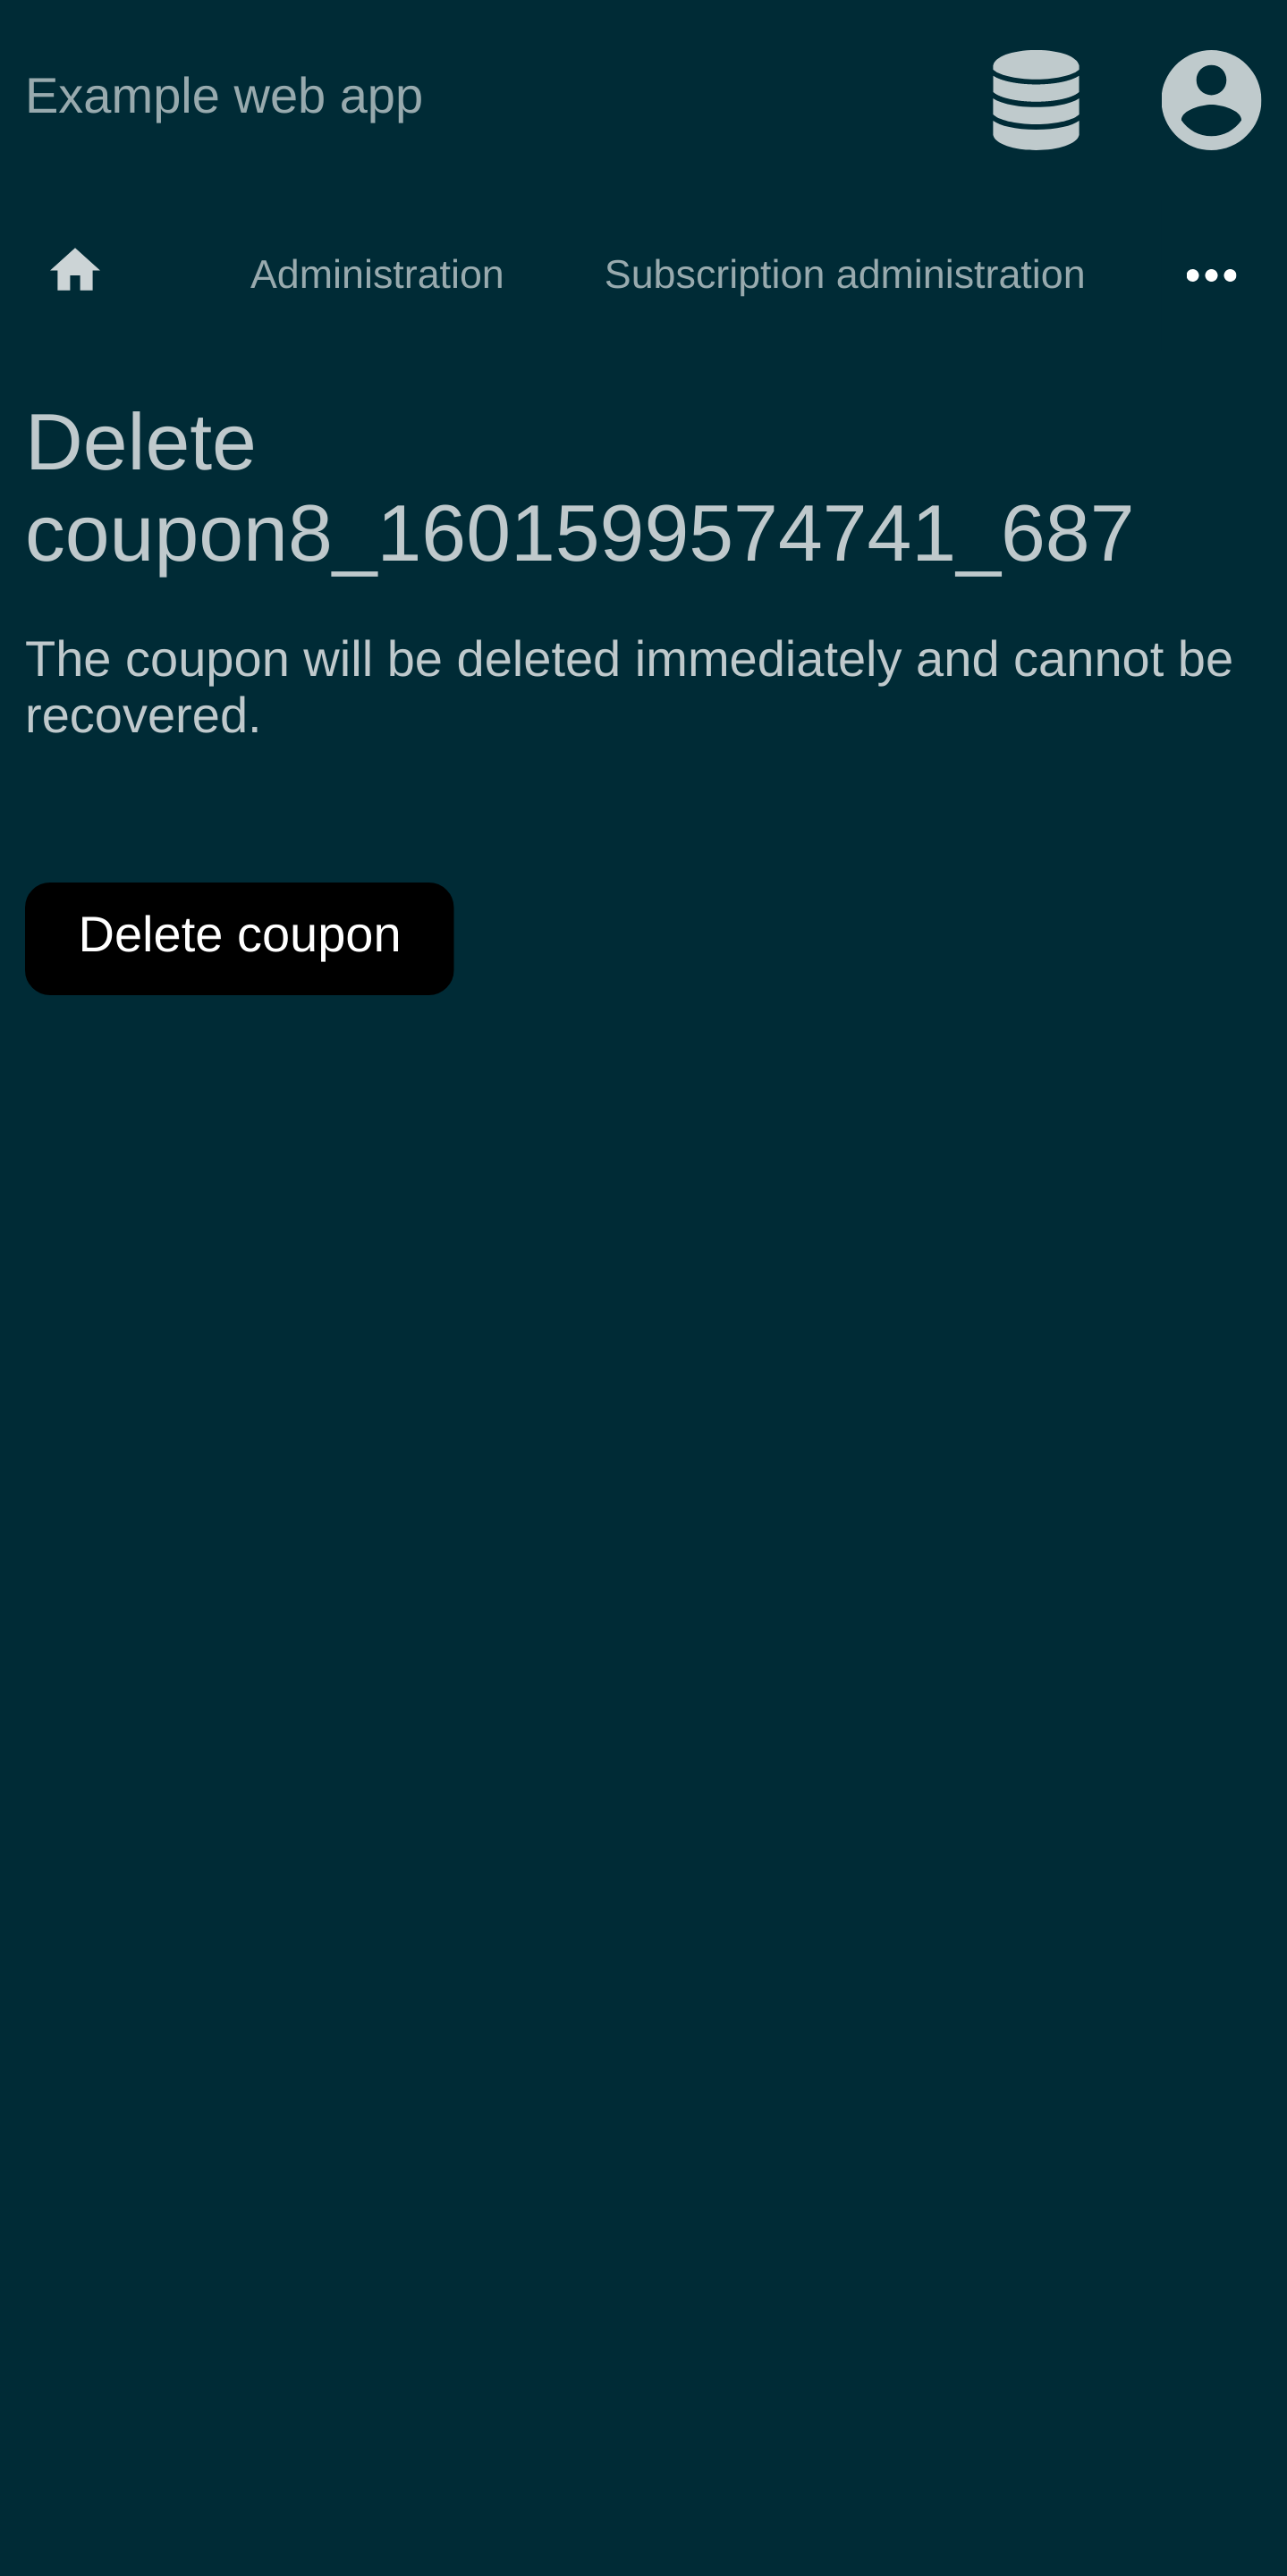 Example web app
Administration Subscription administration
Delete
coupon8_1601599574741_687
The coupon will be deleted immediately and cannot be
recovered.
Delete coupon